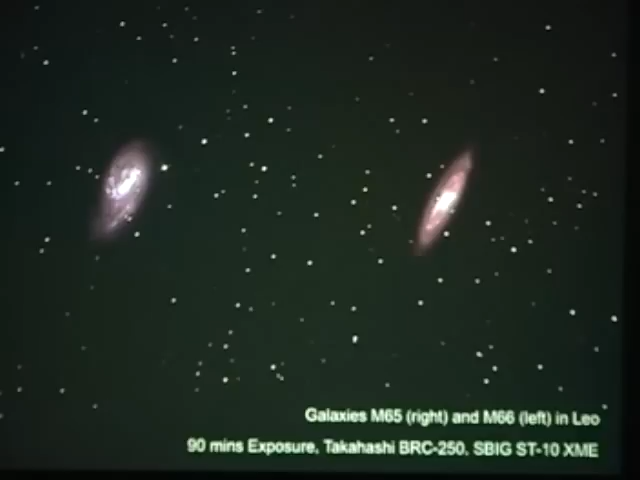 Galaxies M65 (right) and M66 (left) in Leo
90 mins Exposure, Takahashi BRC-250, SBIG ST-10 XME